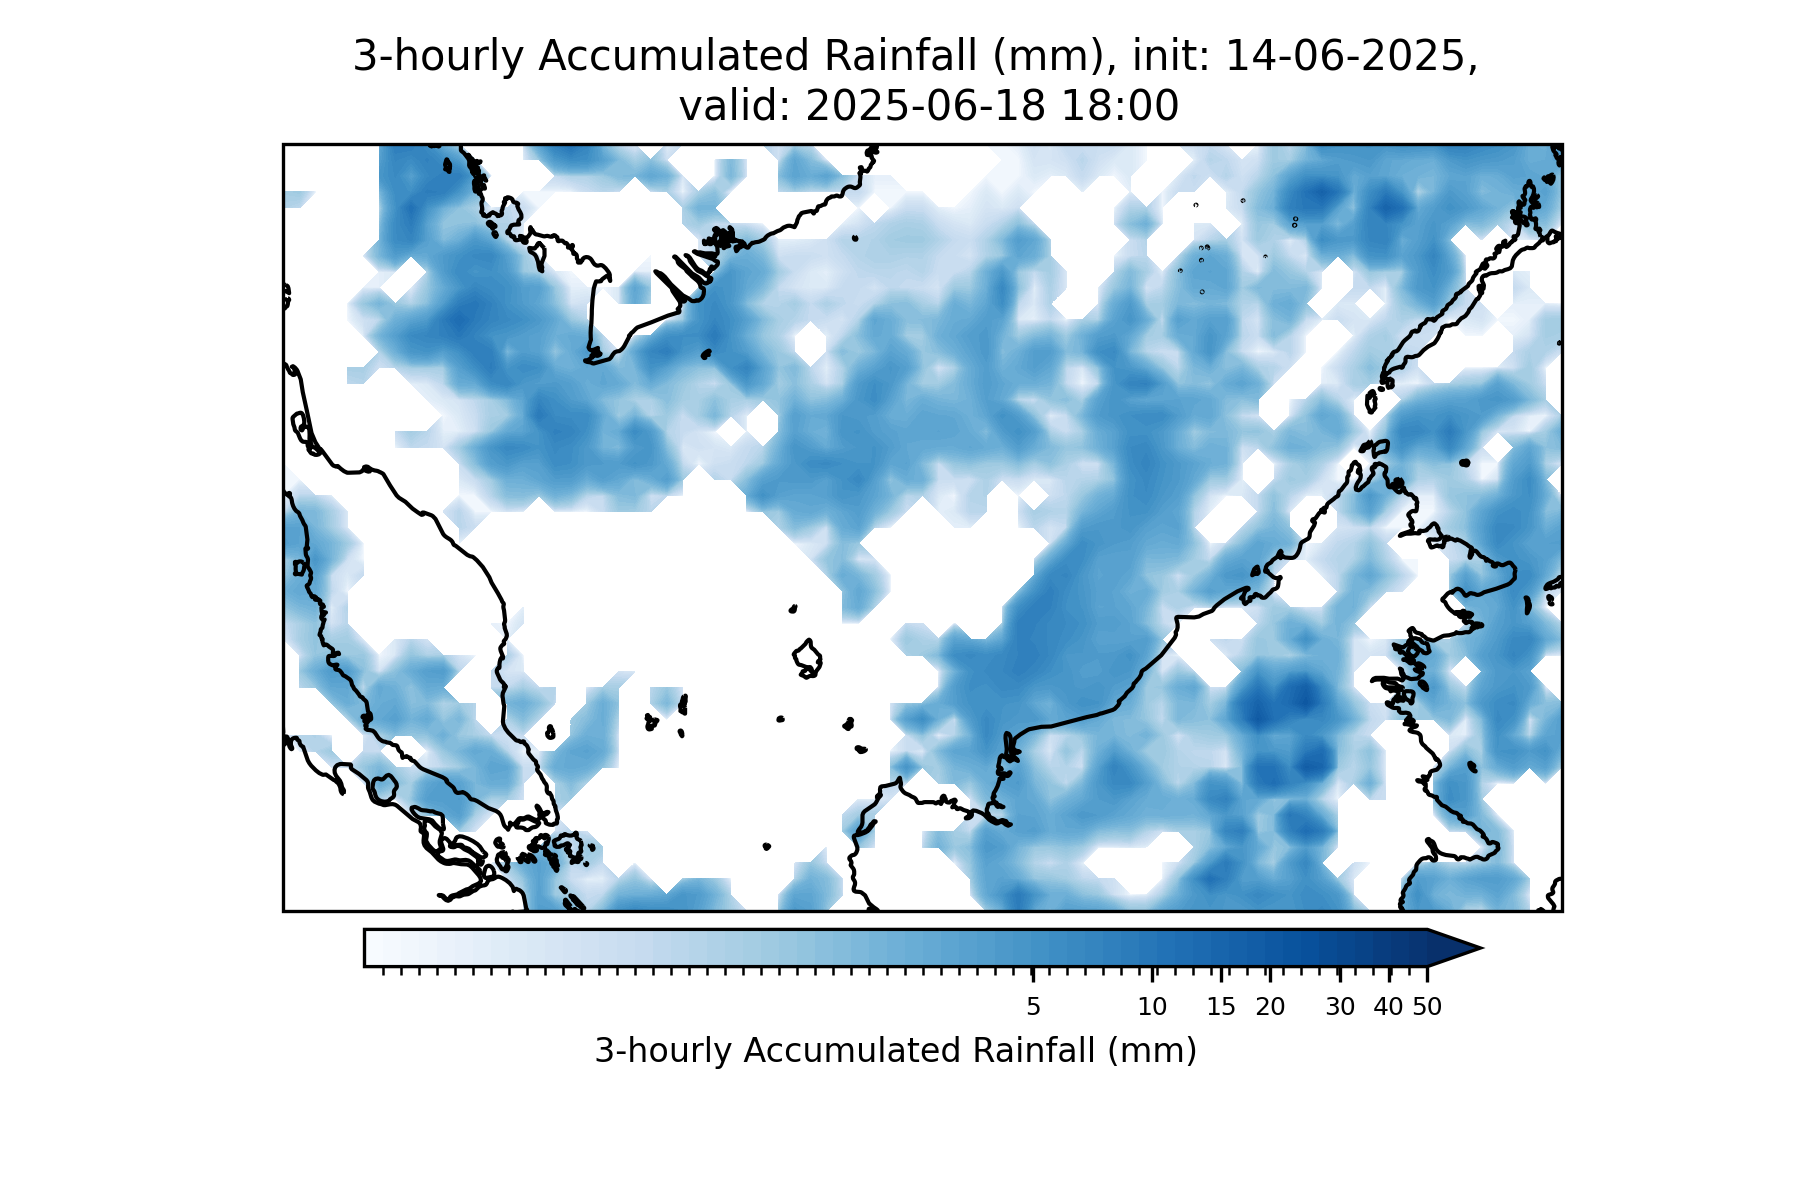 3-hourly Accumulated Rainfall (mm), init: 14-06-2025,
valid: 2025-06-18 18:00
5 10 15 20 30 40 50
3-hourly Accumulated Rainfall (mm)